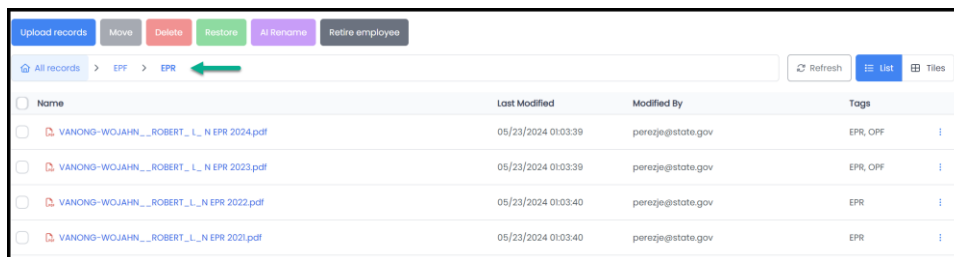 Upload records Move Delete Restore AI Rename Retire employee
All records > EPF > EPR Refresh List Tiles
Name Last Modified Modified By Tags
VANONG-WOJAHN__ROBERT_ L_ N EPR 2024.pdf 05/23/2024 01:03:39 perezje@state.gov EPR, OPF
VANONG-WOJAHN__ROBERT_ L_ N EPR 2023.pdf 05/23/2024 01:03:39 perezje@state.gov EPR, OPF
VANONG-WOJAHN__ROBERT_L._N EPR 2022.pdf 05/23/2024 01:03:40 perezje@state.gov EPR
VANONG-WOJAHN__ROBERT_L._N EPR 2021.pdf 05/23/2024 01:03:40 perezje@state.gov EPR